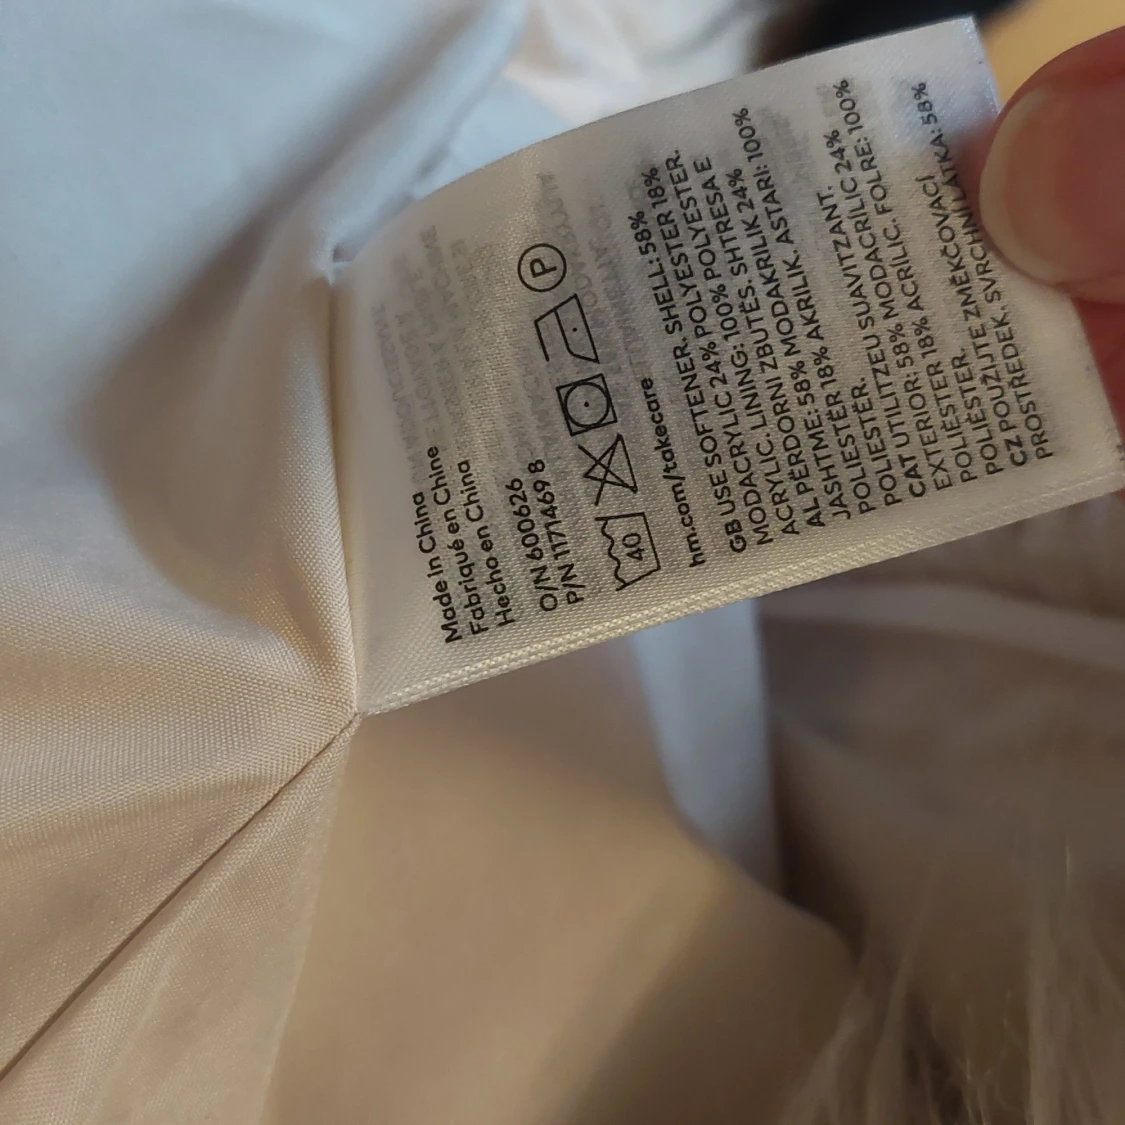 Made in China
Fabriqué en Chine
Hecho en China
O/N 600626
P/N 1171469 8
40
P
hm.com/takecare
GB USE SOFTENER. SHELL: 58%
MODACRYLIC 24% POLYESTER 18%
ACRYLIC. LINING: 100% POLYESTER.
AL PËRDORNI ZBUTËS. SHTRESA E
JASHTME: 58% MODAKRILIK 24%
POLIESTËR 18% AKRILIK. ASTARI: 100%
POLIESTËR.
CAT UTILITZEU SUAVITZANT.
EXTERIOR: 58% MODACRÍLIC 24%
POLIÈSTER 18% ACRÍLIC. FOLRE: 100%
POLIÈSTER.
CZ POUŽIJTE ZMĚKČOVACÍ
PROSTŘEDEK. SVRCHNÍ LÁTKA: 58%